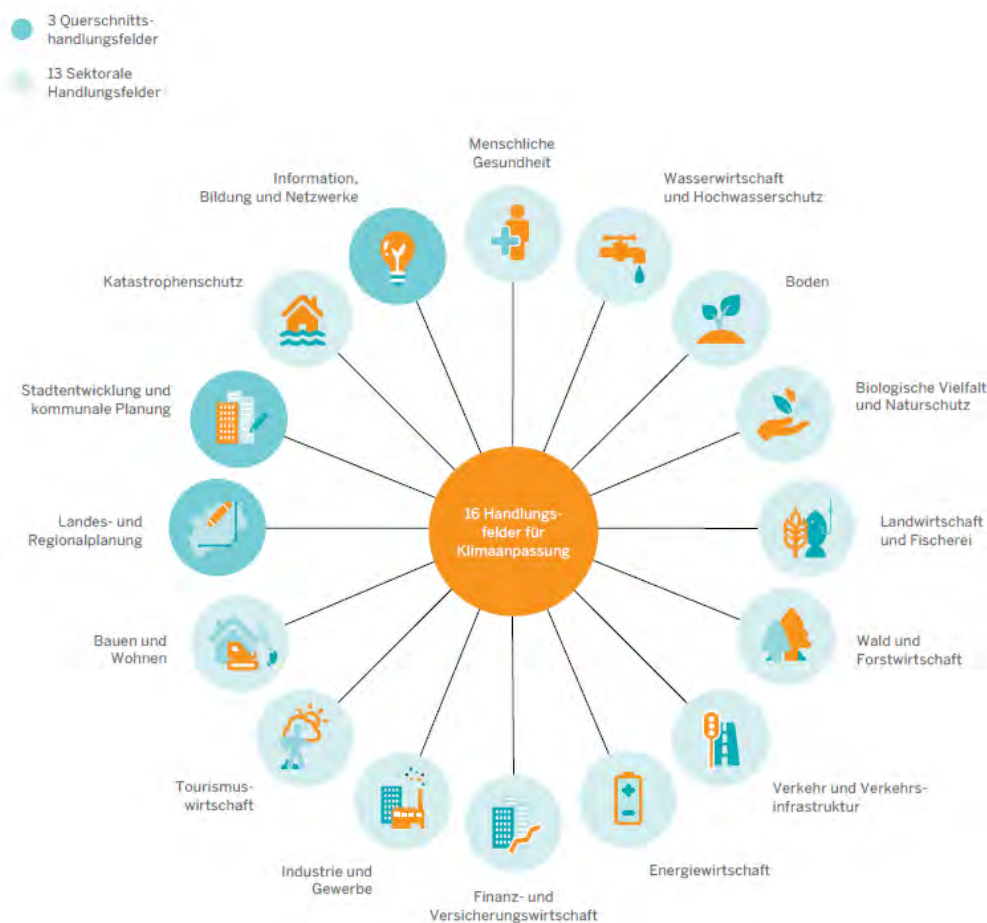 3 Querschnitts-
handlungsfelder
13 Sektorale
Handlungsfelder
Menschliche
Gesundheit
Wasserwirtschaft
und Hochwasserschutz
Boden
Biologische Vielfalt
und Naturschutz
Landwirtschaft
und Fischerei
Wald und
Forstwirtschaft
Verkehr und Verkehrs-
infrastruktur
Energiewirtschaft
Finanz- und
Versicherungswirtschaft
Industrie und
Gewerbe
Tourismus-
wirtschaft
Bauen und
Wohnen
Landes- und
Regionalplanung
Stadtentwicklung und
kommunale Planung
Katastrophenschutz
Information,
Bildung und Netzwerke
16 Handlungs-
felder für
Klimaanpassung